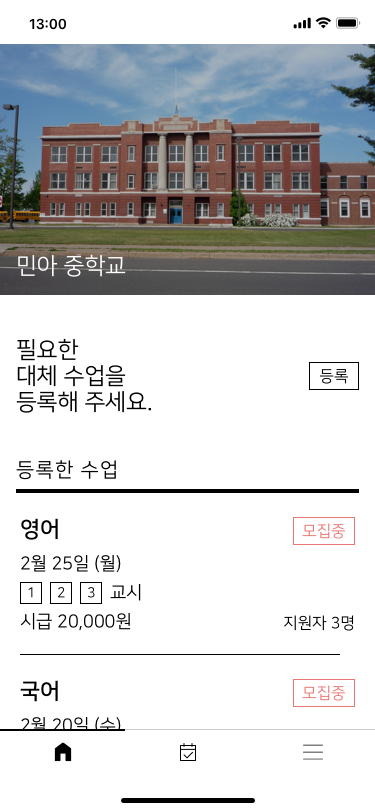 13:00
민아 중학교
필요한
대체 수업을
등록해 주세요.
등록
등록한 수업
영어
모집중
2월 25일 (월)
1 2 3 교시
시급 20,000원
지원자 3명
국어
모집중
2월 20일 (수)